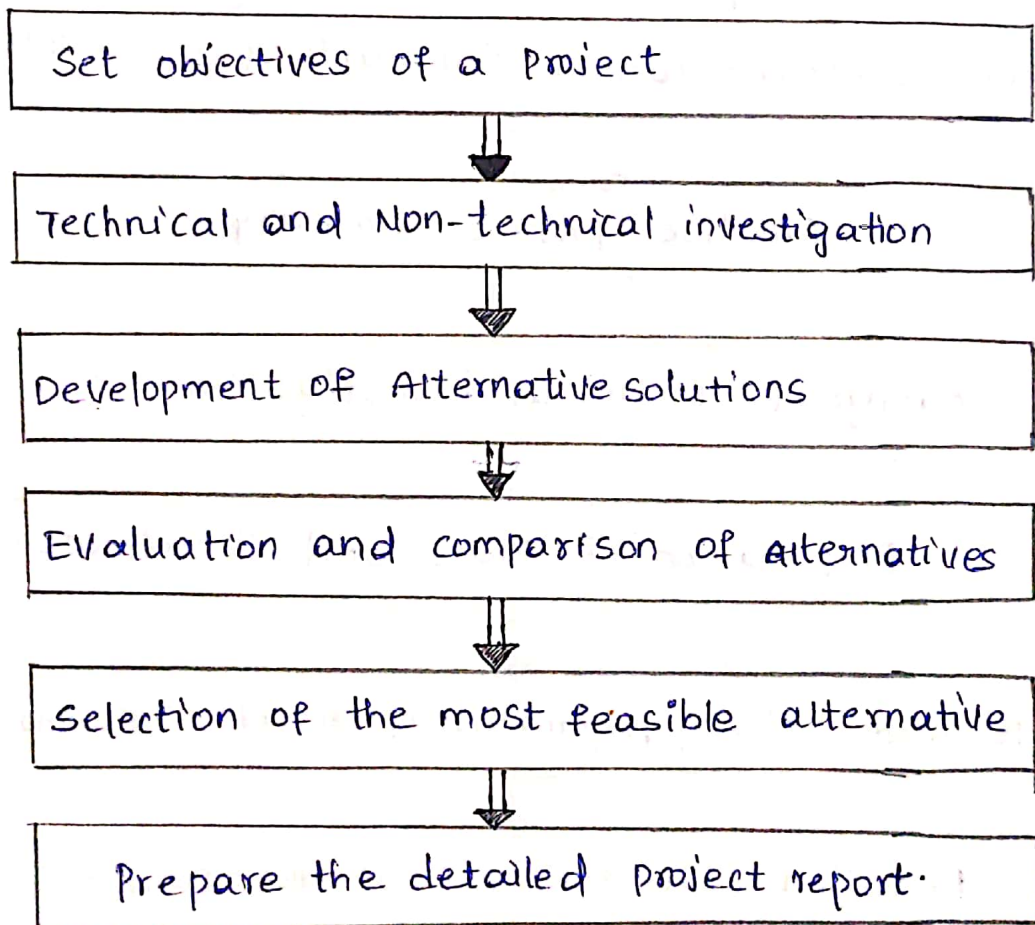 Set objectives of a Project
Technical and Non-technical investigation
Development of Alternative solutions
Evaluation and comparison of alternatives
Selection of the most feasible alternative
Prepare the detailed project report.